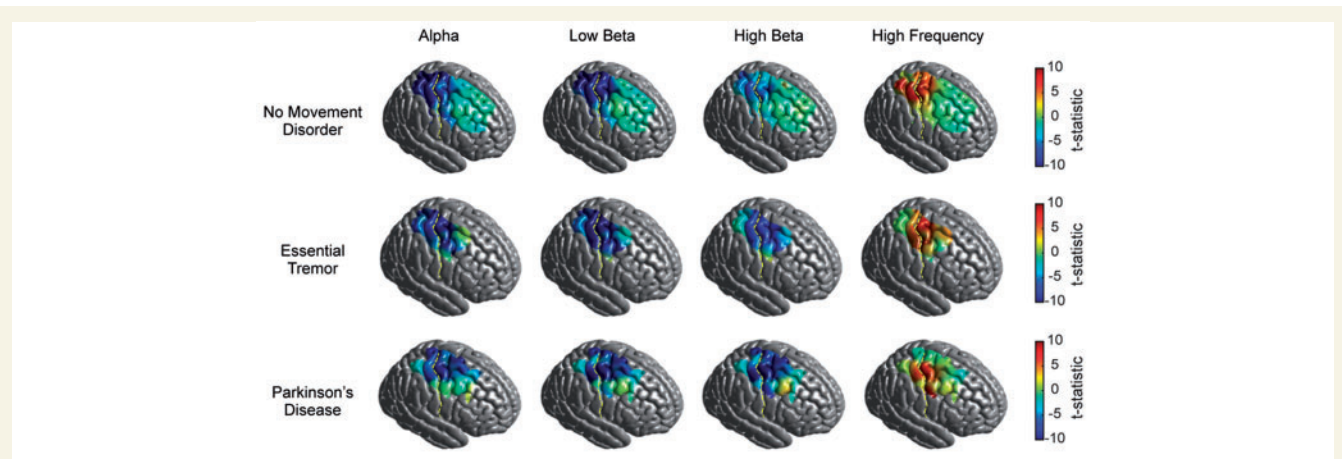 Alpha Low Beta High Beta High Frequency
No Movement
Disorder
10
5
0
-5
-10
t-statistic
Essential
Tremor
10
5
0
-5
-10
t-statistic
Parkinson's
Disease
10
5
0
-5
-10
t-statistic